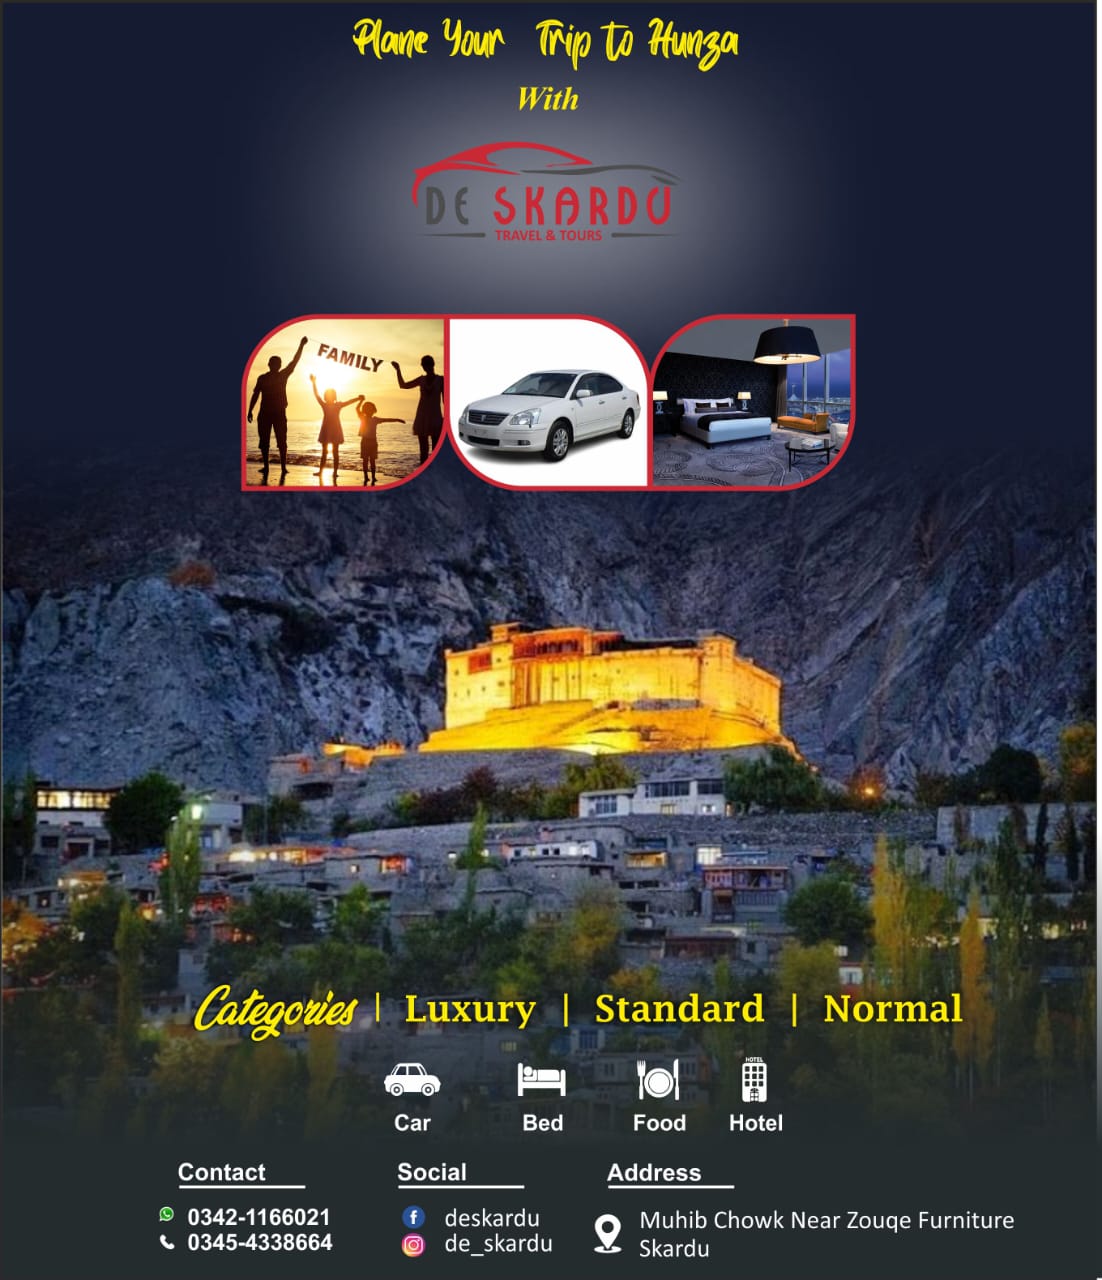 Plane Your Trip to Hunza
With
DE SKARDU
TRAVEL & TOURS
FAMILY
Categories | Luxury | Standard | Normal
HOTEL
Car Bed Food Hotel
Contact Social Address
0342-1166021
0345-4338664
deskardu
de_skardu
Muhib Chowk Near Zouqe Furniture
Skardu